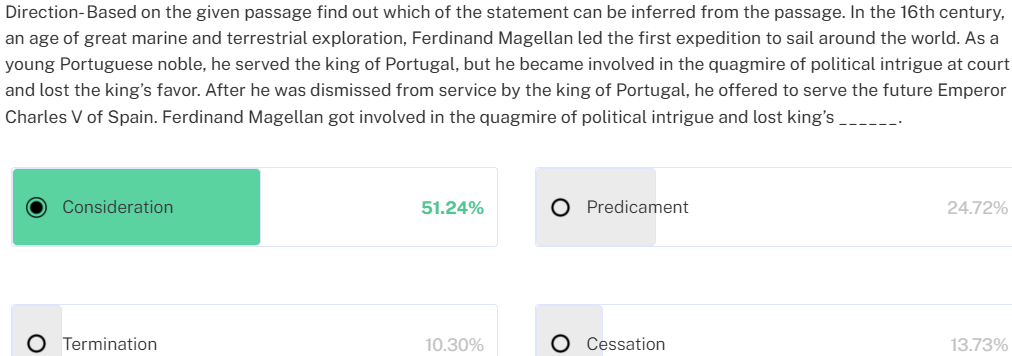 Direction- Based on the given passage find out which of the statement can be inferred from the passage. In the 16th century,
an age of great marine and terrestrial exploration, Ferdinand Magellan led the first expedition to sail around the world. As a
young Portuguese noble, he served the king of Portugal, but he became involved in the quagmire of political intrigue at court
and lost the king’s favor. After he was dismissed from service by the king of Portugal, he offered to serve the future Emperor
Charles V of Spain. Ferdinand Magellan got involved in the quagmire of political intrigue and lost king’s ______.
Consideration 51.24%
Predicament 24.72%
Termination 10.30%
Cessation 13.73%